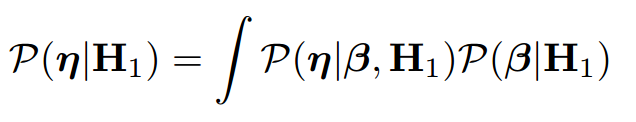 𝒫(𝜼|𝐇₁) = ∫ 𝒫(𝜼|𝜷, 𝐇₁)𝒫(𝜷|𝐇₁)